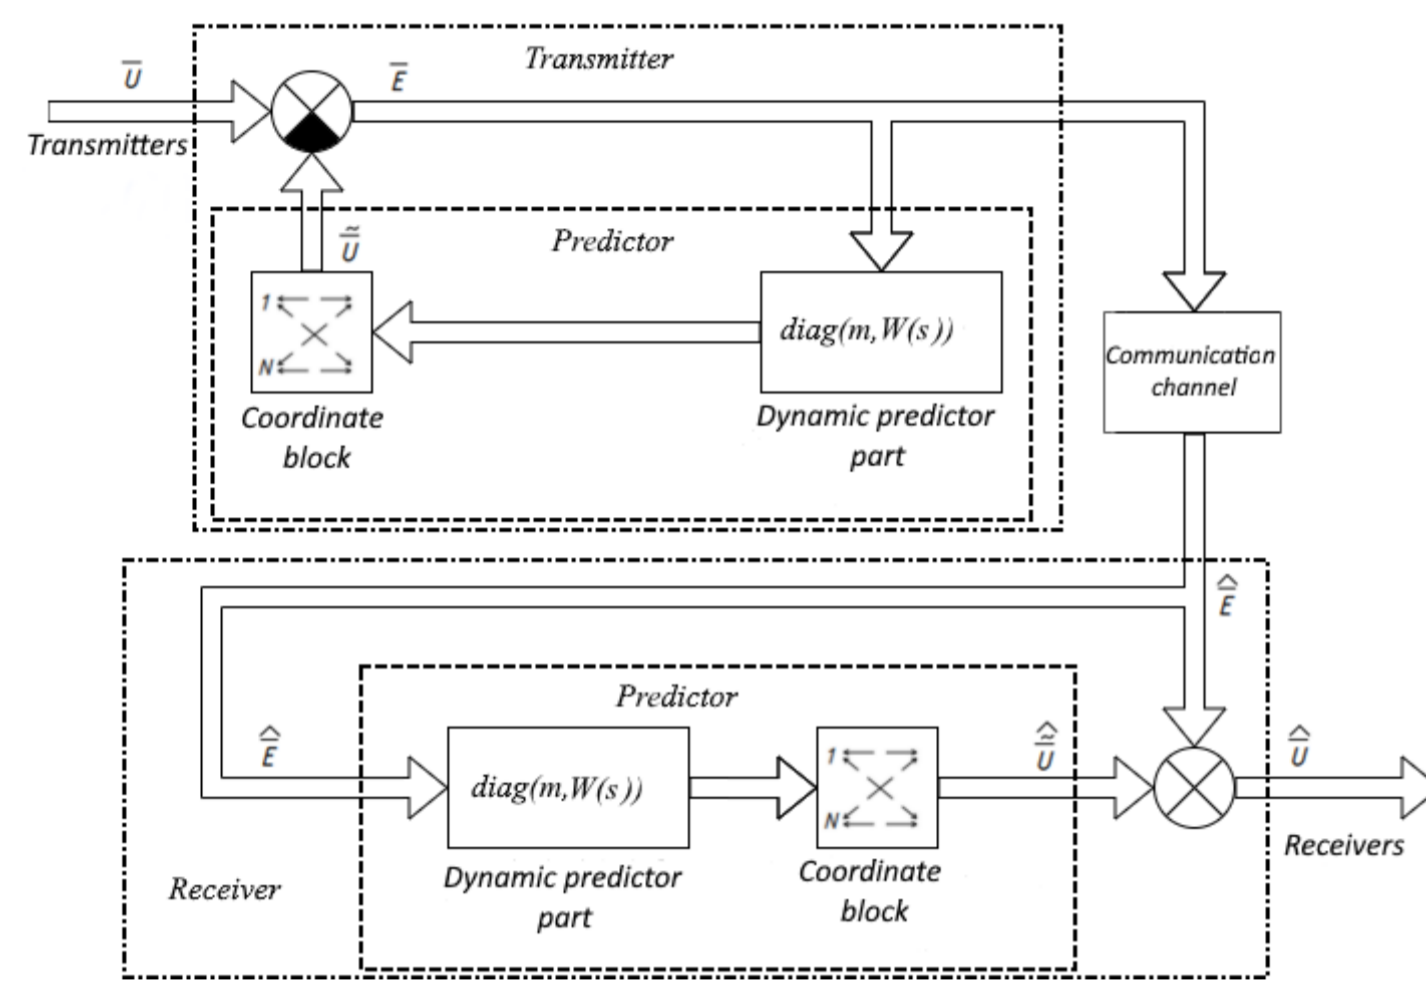 Transmitter
U̅
E̅
Transmitters
Predictor
Ũ̅
1
N
diag(m,W(s))
Coordinate
block
Dynamic predictor
part
Communication
channel
Ê̅
Predictor
Ê̅
Ũ̅̂
Û̅
diag(m,W(s))
1
N
Receivers
Dynamic predictor
part
Coordinate
block
Receiver